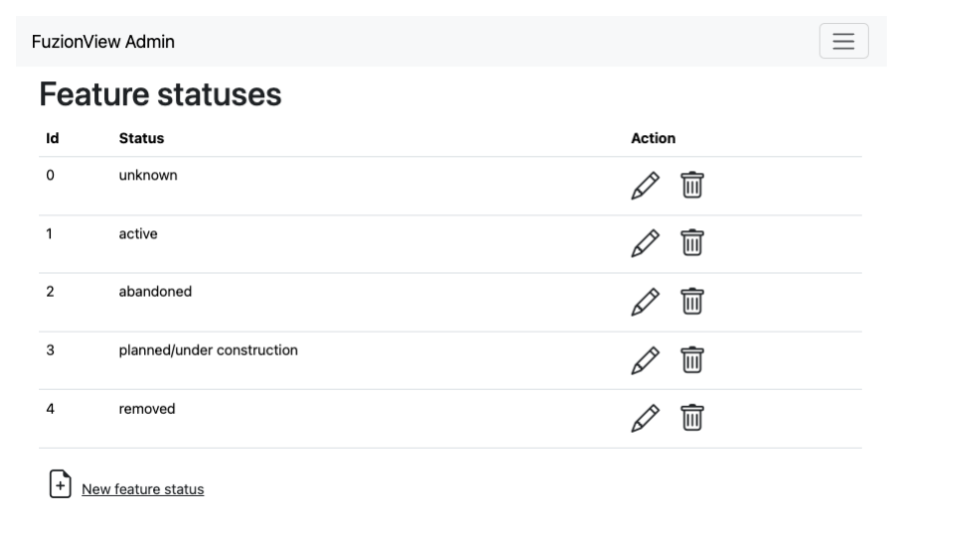 FuzionView Admin
Feature statuses
Id Status Action
0 unknown
1 active
2 abandoned
3 planned/under construction
4 removed
New feature status